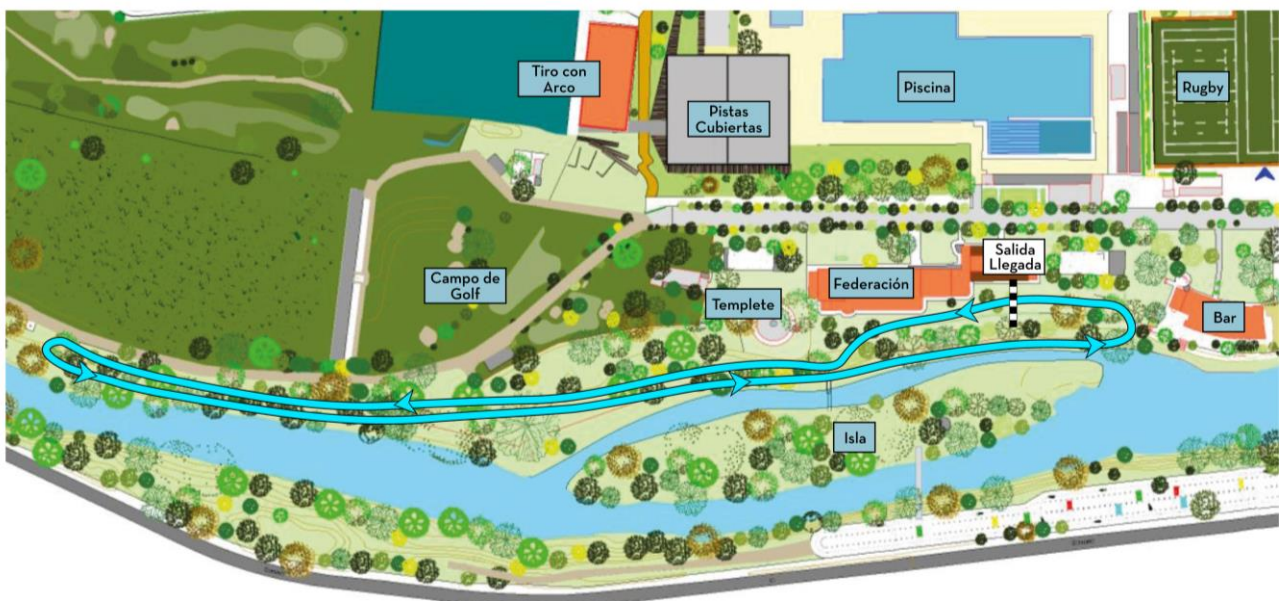 Tiro con
Arco
Pistas
Cubiertas
Piscina
Rugby
Campo de
Golf
Templete
Federación
Salida
Llegada
Bar
Isla